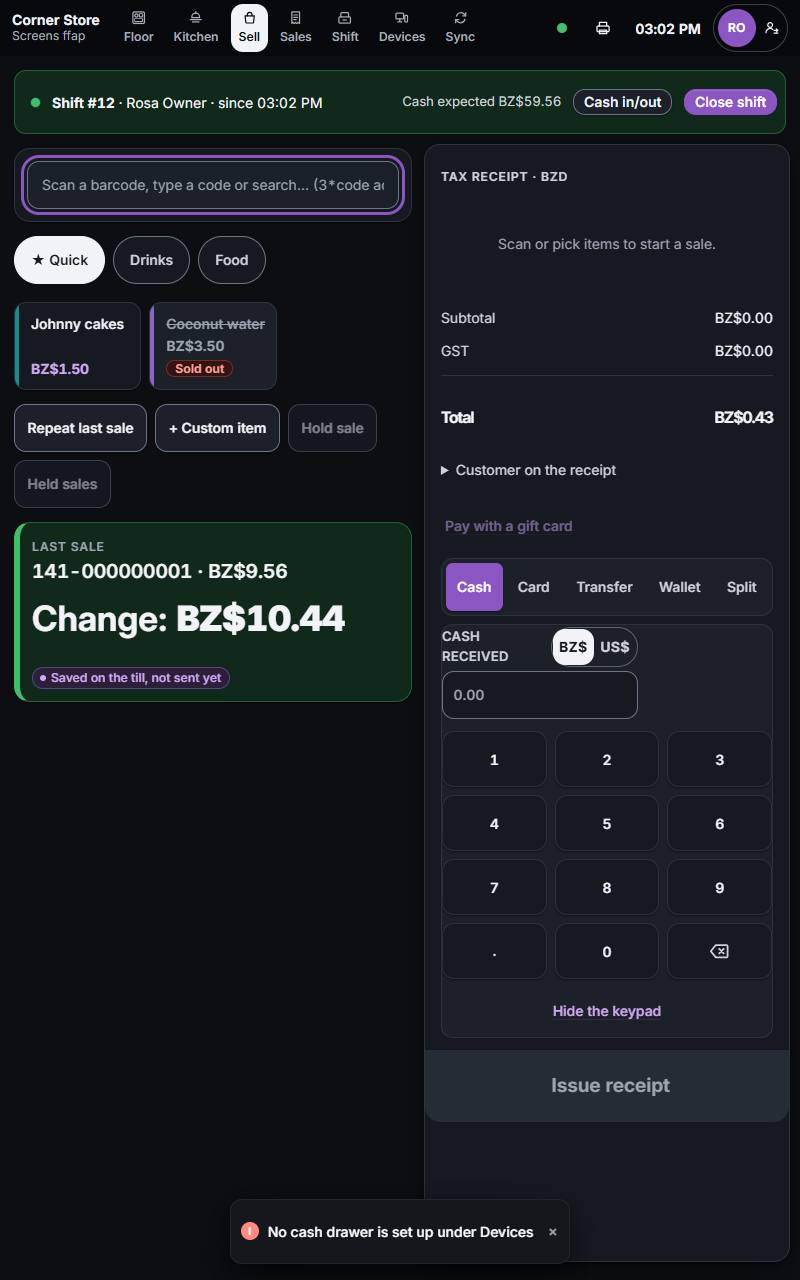 Corner Store
Screens ffap
Floor
Kitchen
Sell
Sales
Shift
Devices
Sync
03:02 PM
RO
Shift #12 · Rosa Owner · since 03:02 PM
Cash expected BZ$59.56
Cash in/out
Close shift
Scan a barcode, type a code or search... (3*code ac
★ Quick
Drinks
Food
Johnny cakes
BZ$1.50
Coconut water
BZ$3.50
Sold out
Repeat last sale
+ Custom item
Hold sale
Held sales
LAST SALE
141-000000001 · BZ$9.56
Change: BZ$10.44
Saved on the till, not sent yet
TAX RECEIPT · BZD
Scan or pick items to start a sale.
Subtotal BZ$0.00
GST BZ$0.00
Total BZ$0.43
Customer on the receipt
Pay with a gift card
Cash
Card
Transfer
Wallet
Split
CASH RECEIVED
BZ$ US$
0.00
1 2 3
4 5 6
7 8 9
. 0
Hide the keypad
Issue receipt
No cash drawer is set up under Devices ×